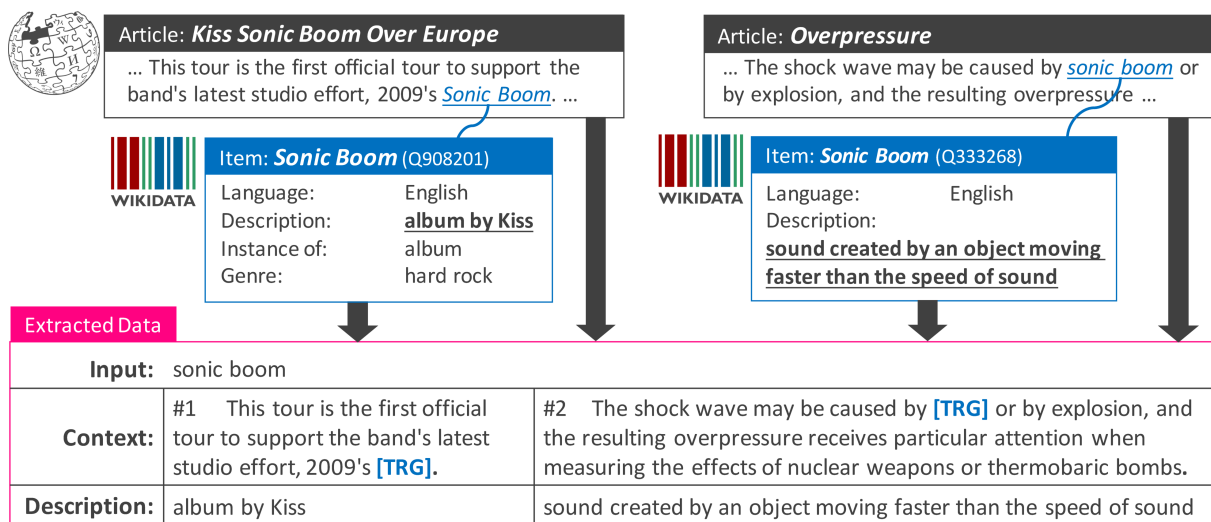 Article: Kiss Sonic Boom Over Europe
... This tour is the first official tour to support the
band's latest studio effort, 2009's Sonic Boom. ...
WIKIDATA
Item: Sonic Boom (Q908201)
Language: English
Description: album by Kiss
Instance of: album
Genre: hard rock
Article: Overpressure
... The shock wave may be caused by sonic boom or
by explosion, and the resulting overpressure ...
WIKIDATA
Item: Sonic Boom (Q333268)
Language: English
Description:
sound created by an object moving
faster than the speed of sound
Extracted Data
Input: sonic boom
Context:
#1 This tour is the first official
tour to support the band's latest
studio effort, 2009's [TRG].
#2 The shock wave may be caused by [TRG] or by explosion, and
the resulting overpressure receives particular attention when
measuring the effects of nuclear weapons or thermobaric bombs.
Description: album by Kiss
sound created by an object moving faster than the speed of sound